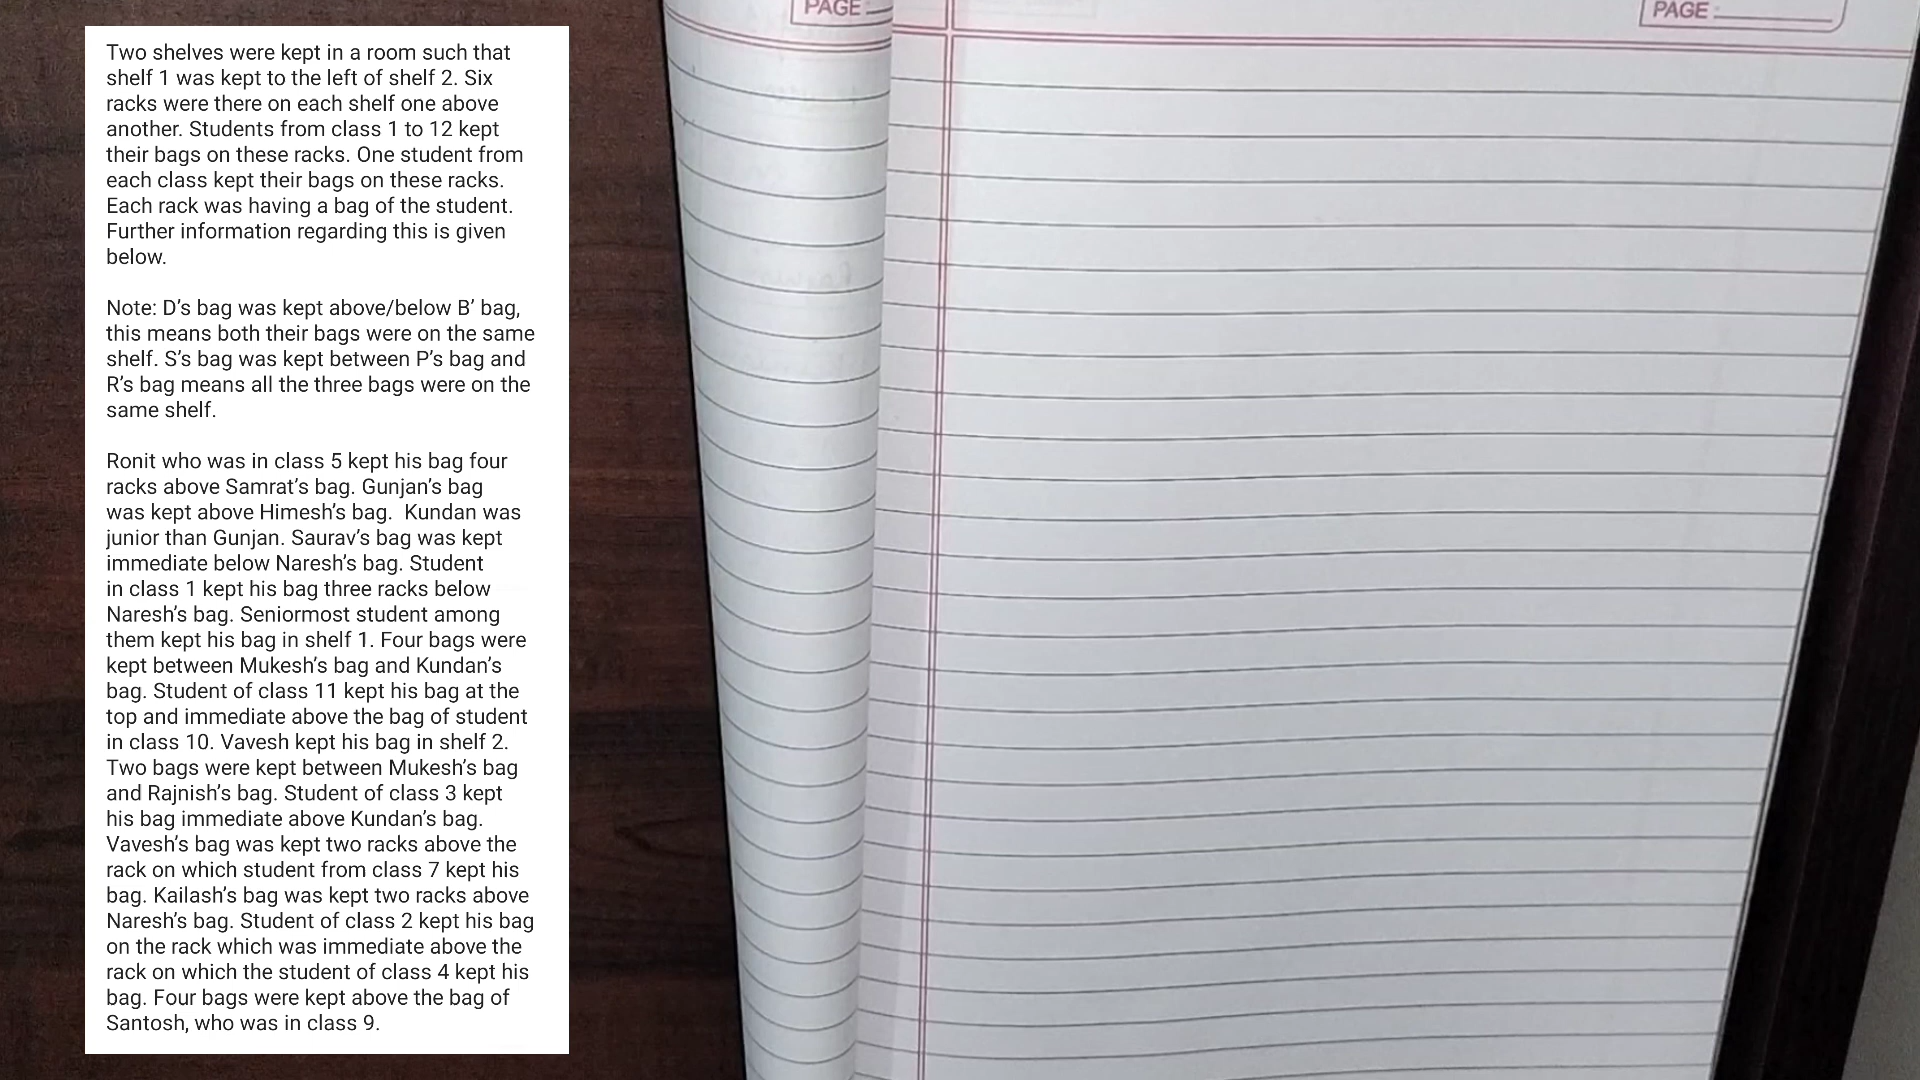 PAGE
PAGE
Two shelves were kept in a room such that
shelf 1 was kept to the left of shelf 2. Six
racks were there on each shelf one above
another. Students from class 1 to 12 kept
their bags on these racks. One student from
each class kept their bags on these racks.
Each rack was having a bag of the student.
Further information regarding this is given
below.
Note: D’s bag was kept above/below B’ bag,
this means both their bags were on the same
shelf. S’s bag was kept between P’s bag and
R’s bag means all the three bags were on the
same shelf.
Ronit who was in class 5 kept his bag four
racks above Samrat’s bag. Gunjan’s bag
was kept above Himesh’s bag.  Kundan was
junior than Gunjan. Saurav’s bag was kept
immediate below Naresh’s bag. Student
in class 1 kept his bag three racks below
Naresh’s bag. Seniormost student among
them kept his bag in shelf 1. Four bags were
kept between Mukesh’s bag and Kundan’s
bag. Student of class 11 kept his bag at the
top and immediate above the bag of student
in class 10. Vavesh kept his bag in shelf 2.
Two bags were kept between Mukesh’s bag
and Rajnish’s bag. Student of class 3 kept
his bag immediate above Kundan’s bag.
Vavesh’s bag was kept two racks above the
rack on which student from class 7 kept his
bag. Kailash’s bag was kept two racks above
Naresh’s bag. Student of class 2 kept his bag
on the rack which was immediate above the
rack on which the student of class 4 kept his
bag. Four bags were kept above the bag of
Santosh, who was in class 9.